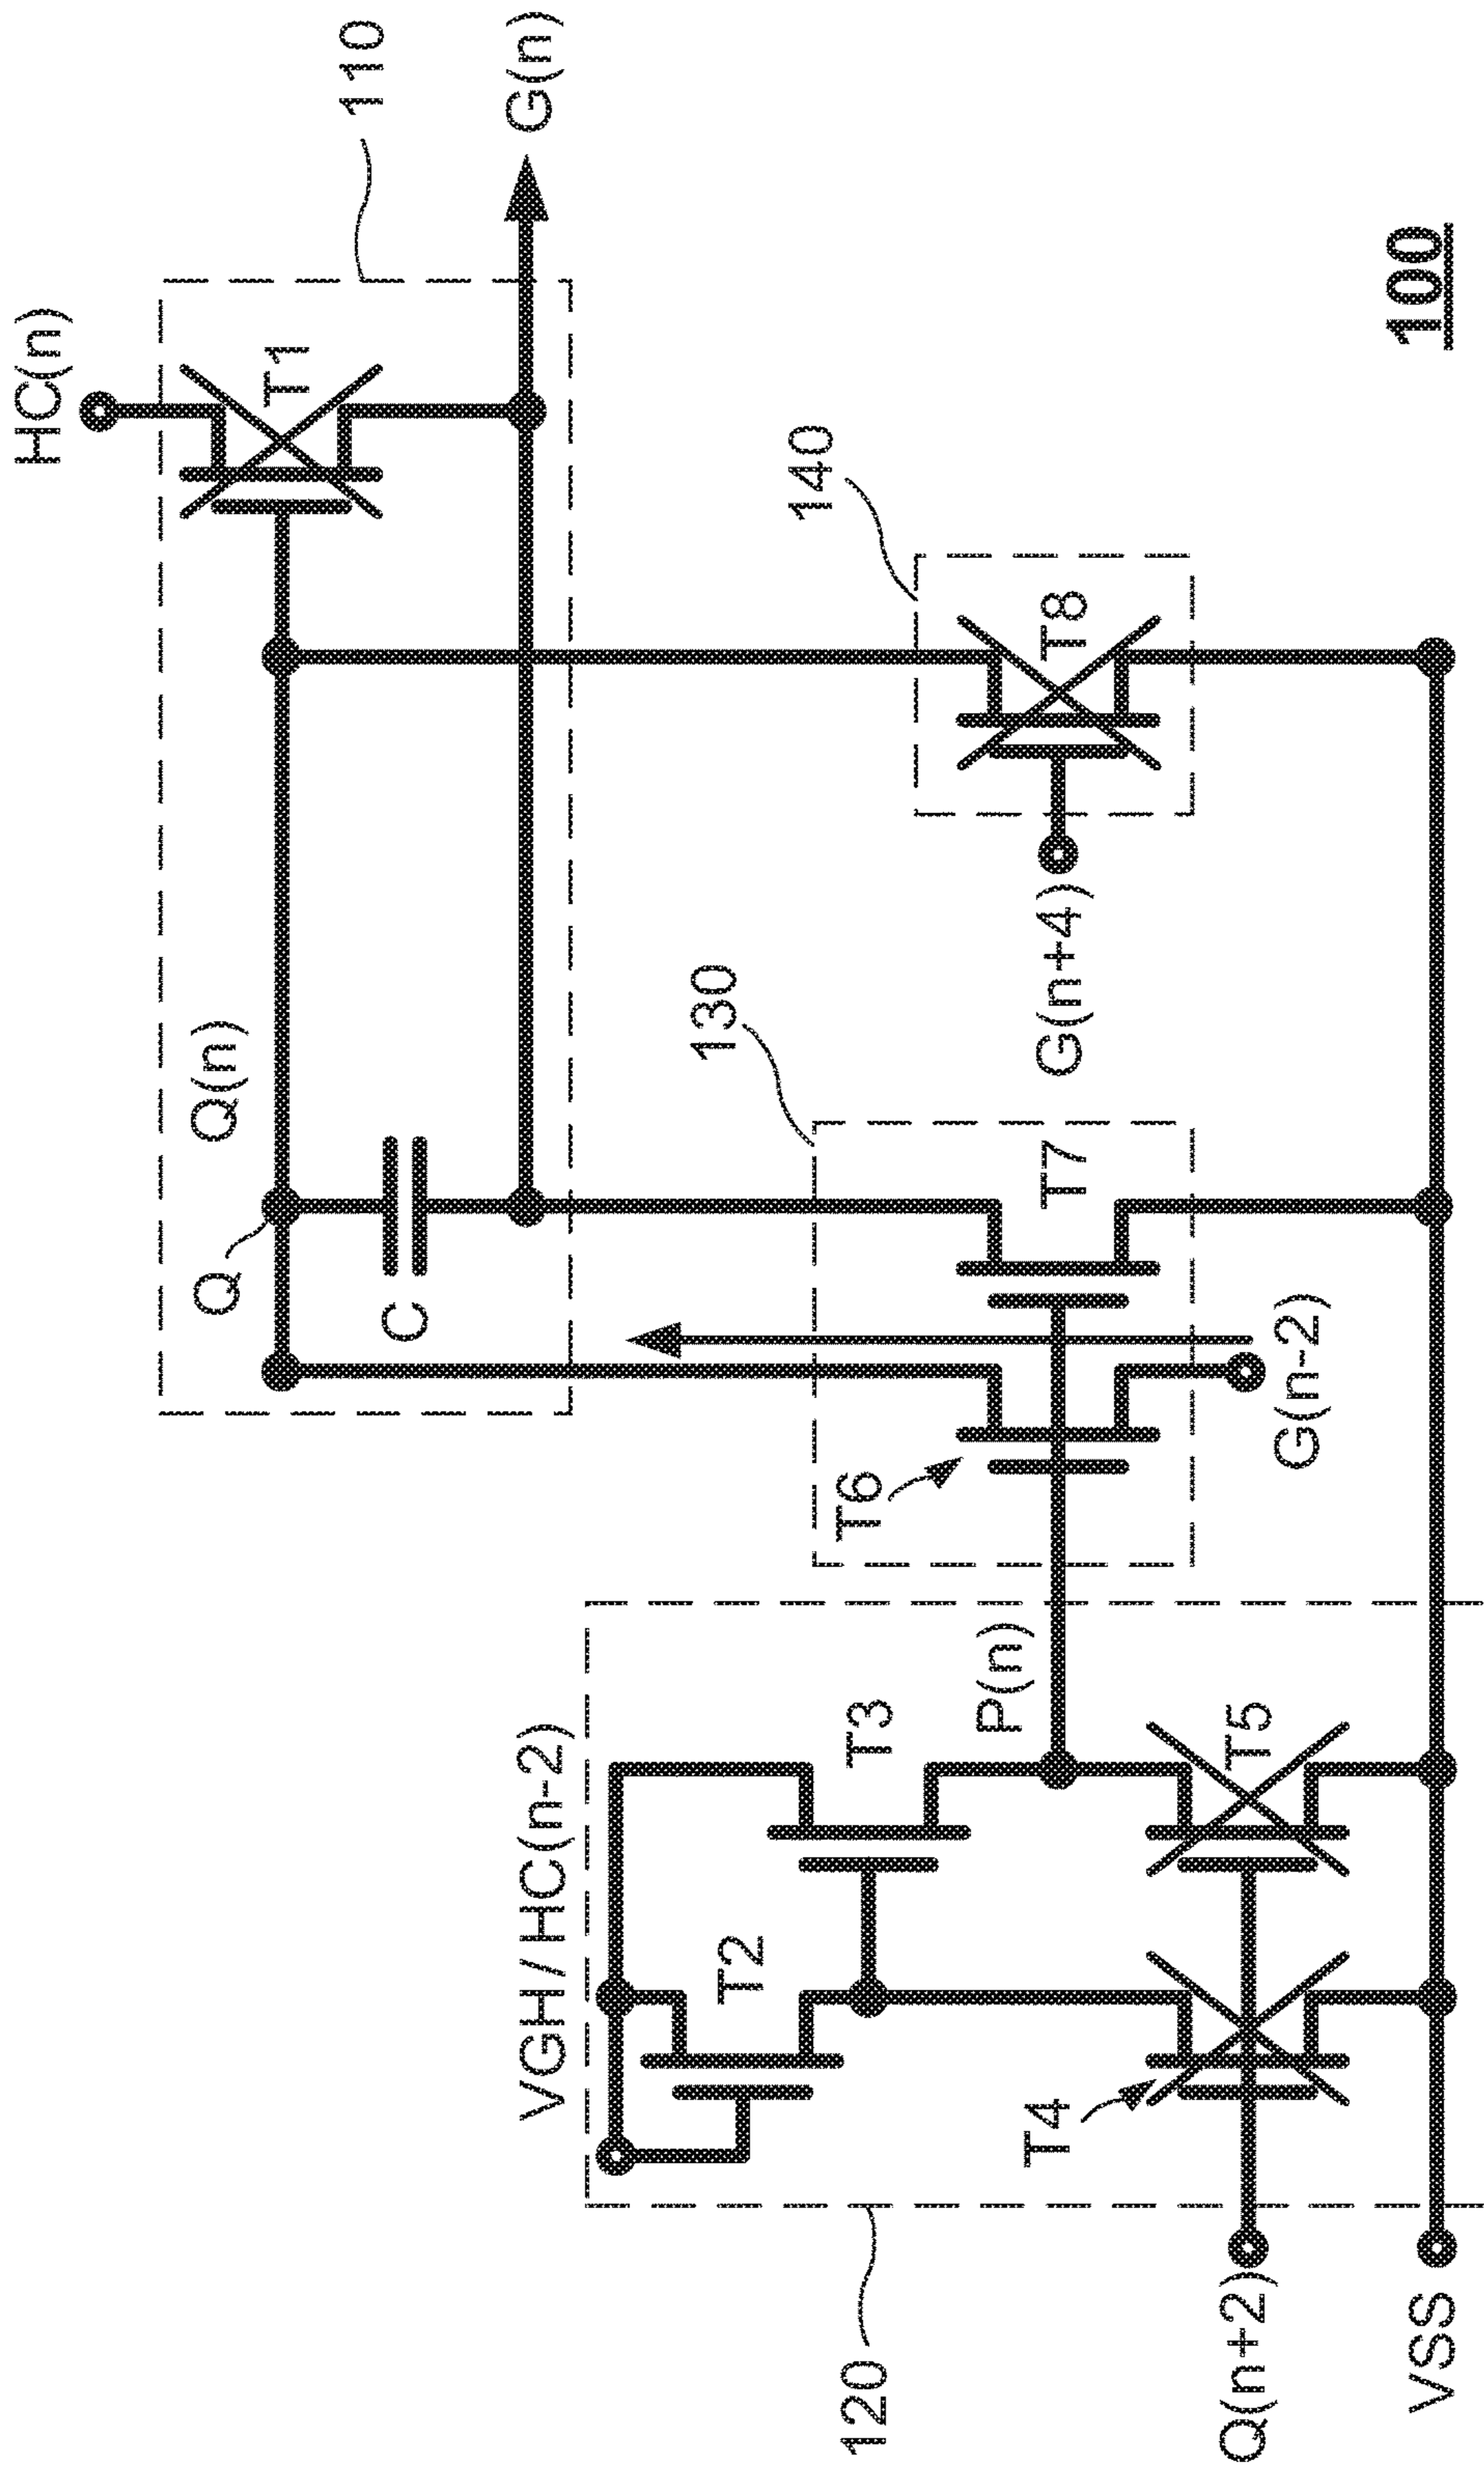 HC(n)
110
T1
G(n)
Q
Q(n)
C
140
T8
G(n+4)
130
T6
T7
G(n-2)
VGH / HC(n-2)
T2
T3
P(n)
T4
T5
120
Q(n+2)
VSS
100